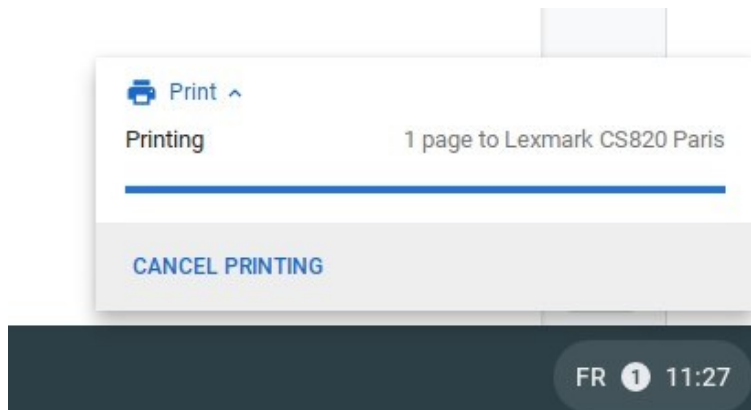 Print
Printing 1 page to Lexmark CS820 Paris
CANCEL PRINTING
FR 1 11:27